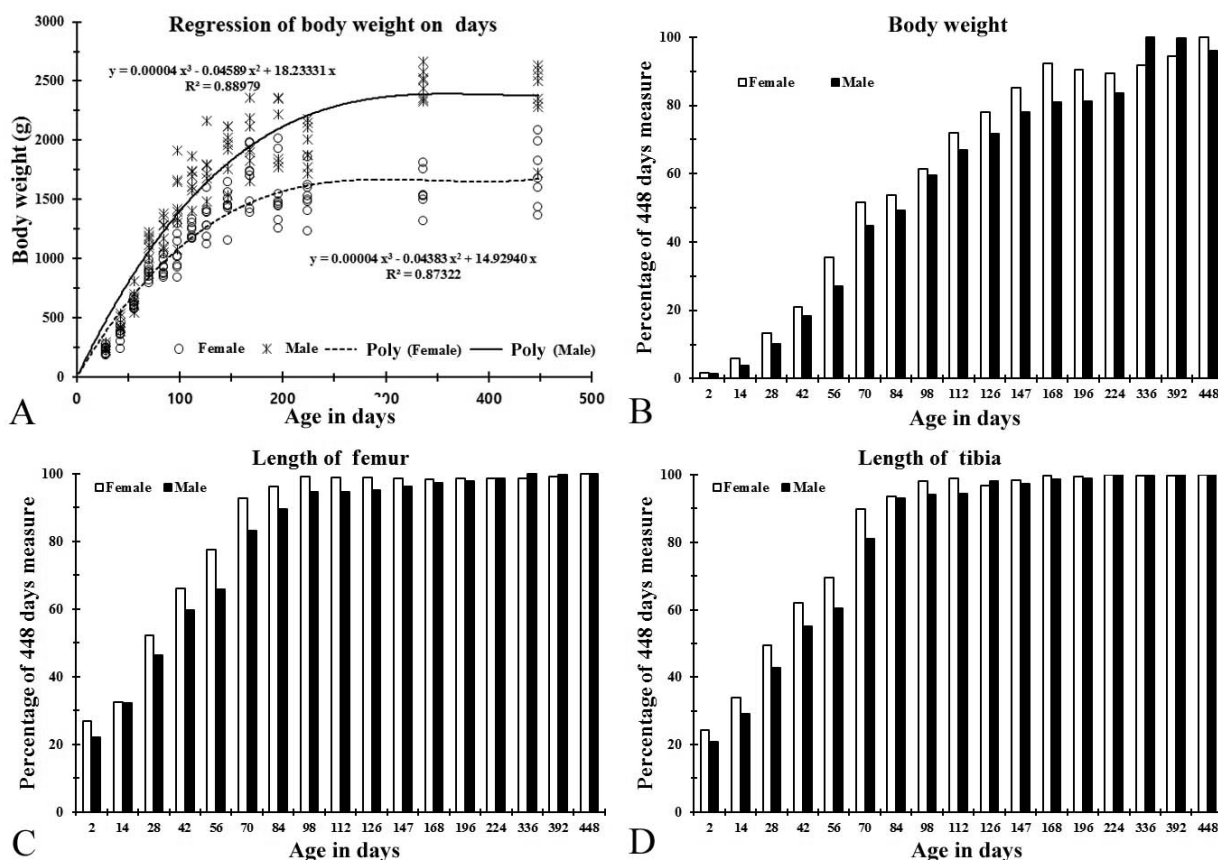 Regression of body weight on days
3000
2500
2000
1500
1000
500
0
Body weight (g)
y = 0.00004 x³ - 0.04589 x² + 18.23331 x
R² = 0.88979
y = 0.00004 x³ - 0.04383 x² + 14.92940 x
R² = 0.87322
Female Male Poly (Female) Poly (Male)
0 100 200 300 400 500
Age in days
A
Body weight
100
80
60
40
20
0
Percentage of 448 days measure
Female Male
2 14 28 42 56 70 84 98 112 126 147 168 196 224 336 392 448
Age in days
B
Length of femur
100
80
60
40
20
0
Percentage of 448 days measure
Female Male
2 14 28 42 56 70 84 98 112 126 147 168 196 224 336 392 448
Age in days
C
Length of tibia
100
80
60
40
20
0
Percentage of 448 days measure
Female Male
2 14 28 42 56 70 84 98 112 126 147 168 196 224 336 392 448
Age in days
D